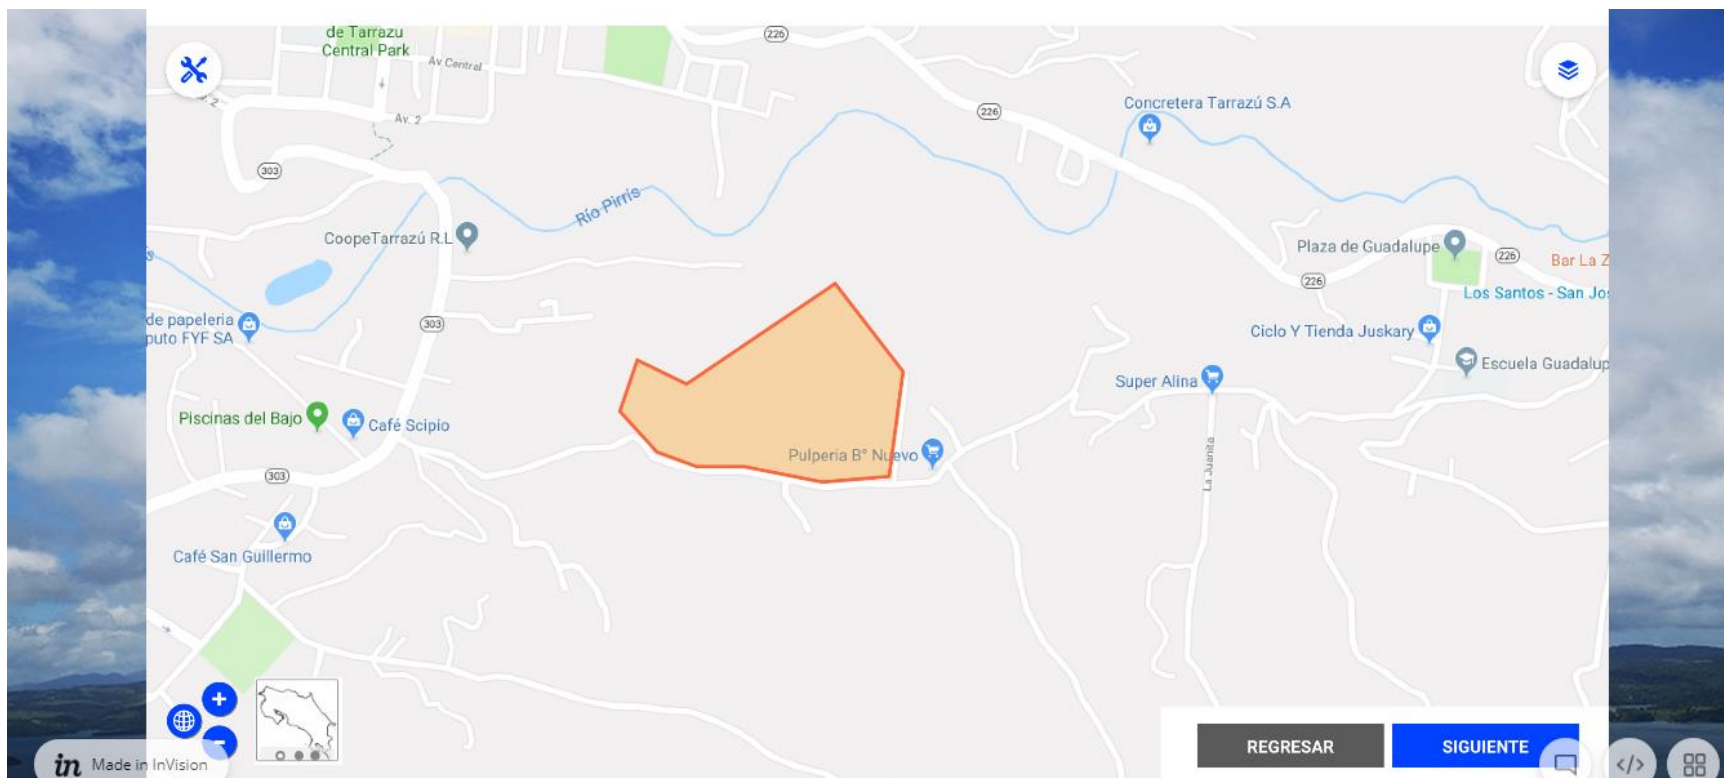 de Tarrazu
Central Park
Av Central
226
Av. 2
226
Concretera Tarrazú S.A
303
Río Pirris
CoopeTarrazú R.L
Plaza de Guadalupe
226
Bar La Z
226
Los Santos - San Jos
de papeleria
puto FYF SA
303
Ciclo Y Tienda Juskary
Escuela Guadalup
Super Alina
Piscinas del Bajo
Café Scipio
Pulperia B° Nuevo
La Juanita
303
Café San Guillermo
+
-
REGRESAR
SIGUIENTE
in Made in InVision
</>